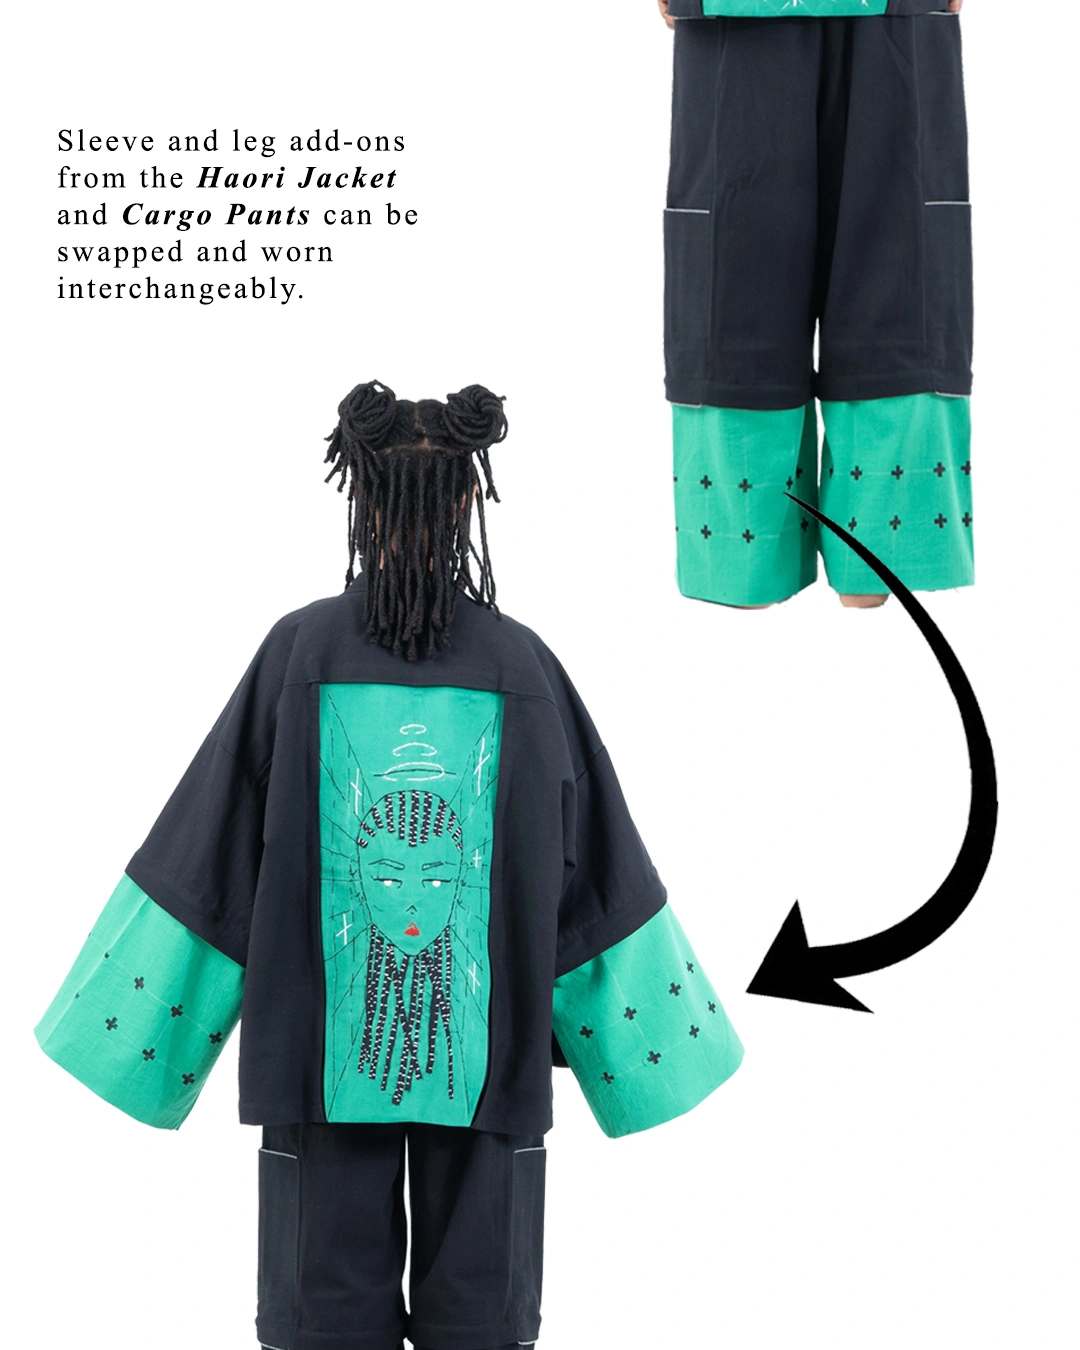 Sleeve and leg add-ons
from the Haori Jacket
and Cargo Pants can be
swapped and worn
interchangeably.